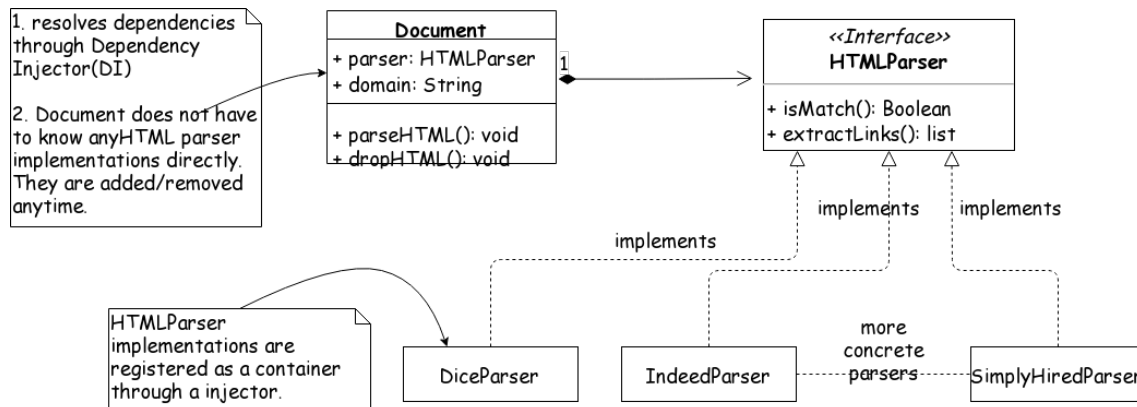 1. resolves dependencies
through Dependency
Injector(DI)
2. Document does not have
to know anyHTML parser
implementations directly.
They are added/removed
anytime.
Document
+ parser: HTMLParser
+ domain: String
+ parseHTML(): void
+ dropHTML(): void
1
<<Interface>>
HTMLParser
+ isMatch(): Boolean
+ extractLinks(): list
implements
implements
implements
HTMLParser
implementations are
registered as a container
through a injector.
DiceParser
IndeedParser
more
concrete
parsers
SimplyHiredParser